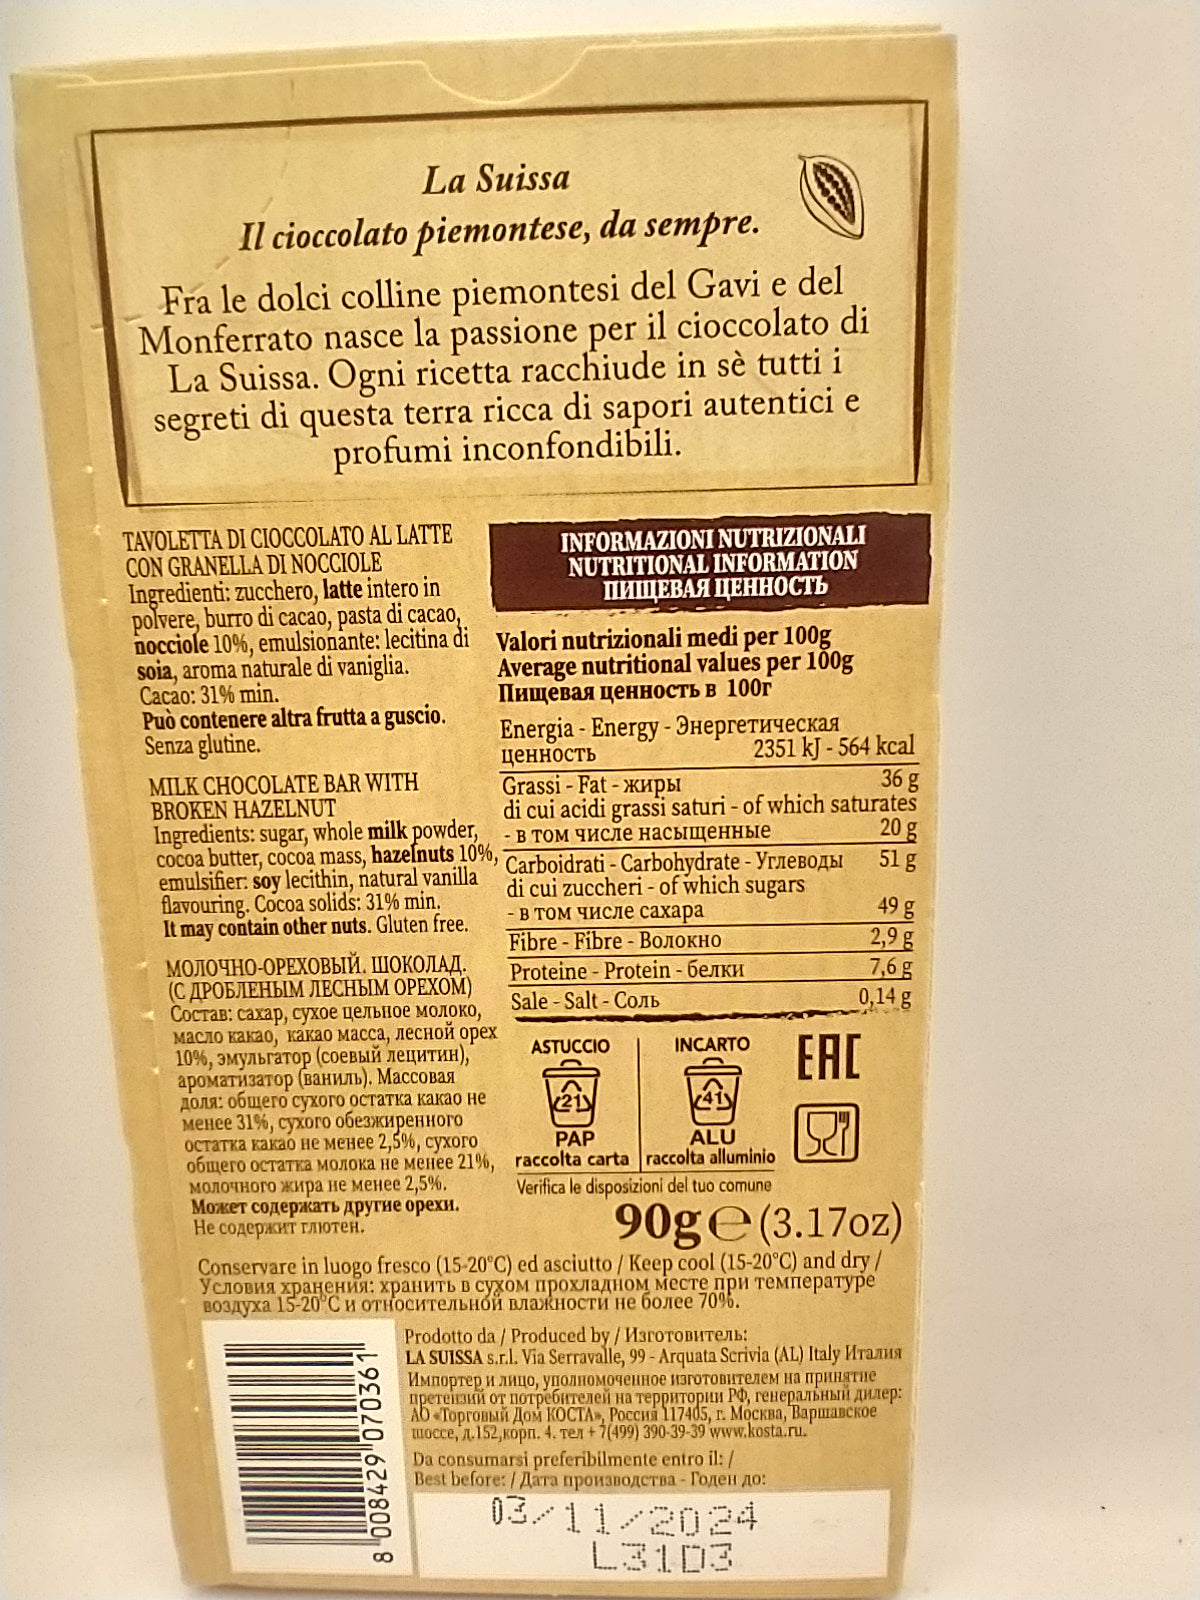 La Suissa
Il cioccolato piemontese, da sempre.
Fra le dolci colline piemontesi del Gavi e del
Monferrato nasce la passione per il cioccolato di
La Suissa. Ogni ricetta racchiude in sè tutti i
segreti di questa terra ricca di sapori autentici e
profumi inconfondibili.
TAVOLETTA DI CIOCCOLATO AL LATTE
CON GRANELLA DI NOCCIOLE
Ingredienti: zucchero, latte intero in
polvere, burro di cacao, pasta di cacao,
nocciole 10%, emulsionante: lecitina di
soia, aroma naturale di vaniglia.
Cacao: 31% min.
Può contenere altra frutta a guscio.
Senza glutine.
MILK CHOCOLATE BAR WITH
BROKEN HAZELNUT
Ingredients: sugar, whole milk powder,
cocoa butter, cocoa mass, hazelnuts 10%,
emulsifier: soy lecithin, natural vanilla
flavouring. Cocoa solids: 31% min.
It may contain other nuts. Gluten free.
МОЛОЧНО-ОРЕХОВЫЙ. ШОКОЛАД.
(С ДРОБЛЕНЫМ ЛЕСНЫМ ОРЕХОМ)
Состав: сахар, сухое цельное молоко,
масло какао, какао масса, лесной орех
10%, эмульгатор (соевый лецитин),
ароматизатор (ваниль). Массовая
доля: общего сухого остатка какао не
менее 31%, сухого обезжиренного
остатка какао не менее 2,5%, сухого
общего остатка молока не менее 21%,
молочного жира не менее 2,5%.
Может содержать другие орехи.
Не содержит глютен.
INFORMAZIONI NUTRIZIONALI
NUTRITIONAL INFORMATION
ПИЩЕВАЯ ЦЕННОСТЬ
Valori nutrizionali medi per 100g
Average nutritional values per 100g
Пищевая ценность в 100г
Energia - Energy - Энергетическая
ценность 2351 kJ - 564 kcal
Grassi - Fat - жиры 36 g
di cui acidi grassi saturi - of which saturates
- в том числе насыщенные 20 g
Carboidrati - Carbohydrate - Углеводы 51 g
di cui zuccheri - of which sugars
- в том числе сахара 49 g
Fibre - Fibre - Волокно 2,9 g
Proteine - Protein - белки 7,6 g
Sale - Salt - Соль 0,14 g
ASTUCCIO INCARTO EAC
21 41
PAP ALU
raccolta carta raccolta alluminio
Verifica le disposizioni del tuo comune
90g e (3.17oz)
Conservare in luogo fresco (15-20°C) ed asciutto / Keep cool (15-20°C) and dry /
Условия хранения: хранить в сухом прохладном месте при температуре
воздуха 15-20°C и относительной влажности не более 70%.
Prodotto da / Produced by / Изготовитель:
LA SUISSA s.r.l. Via Serravalle, 99 - Arquata Scrivia (AL) Italy Италия
Импортер и лицо, уполномоченное изготовителем на принятие
претензий от потребителей на территории РФ, генеральный дилер:
АО «Торговый Дом КОСТА», Россия 117405, г. Москва, Варшавское
шоссе, д.152,корп. 4. тел + 7(499) 390-39-39 www.kosta.ru.
Da consumarsi preferibilmente entro il: /
Best before: / Дата производства - Годен до:
03/11/2024
L31D3
8 008429 070361